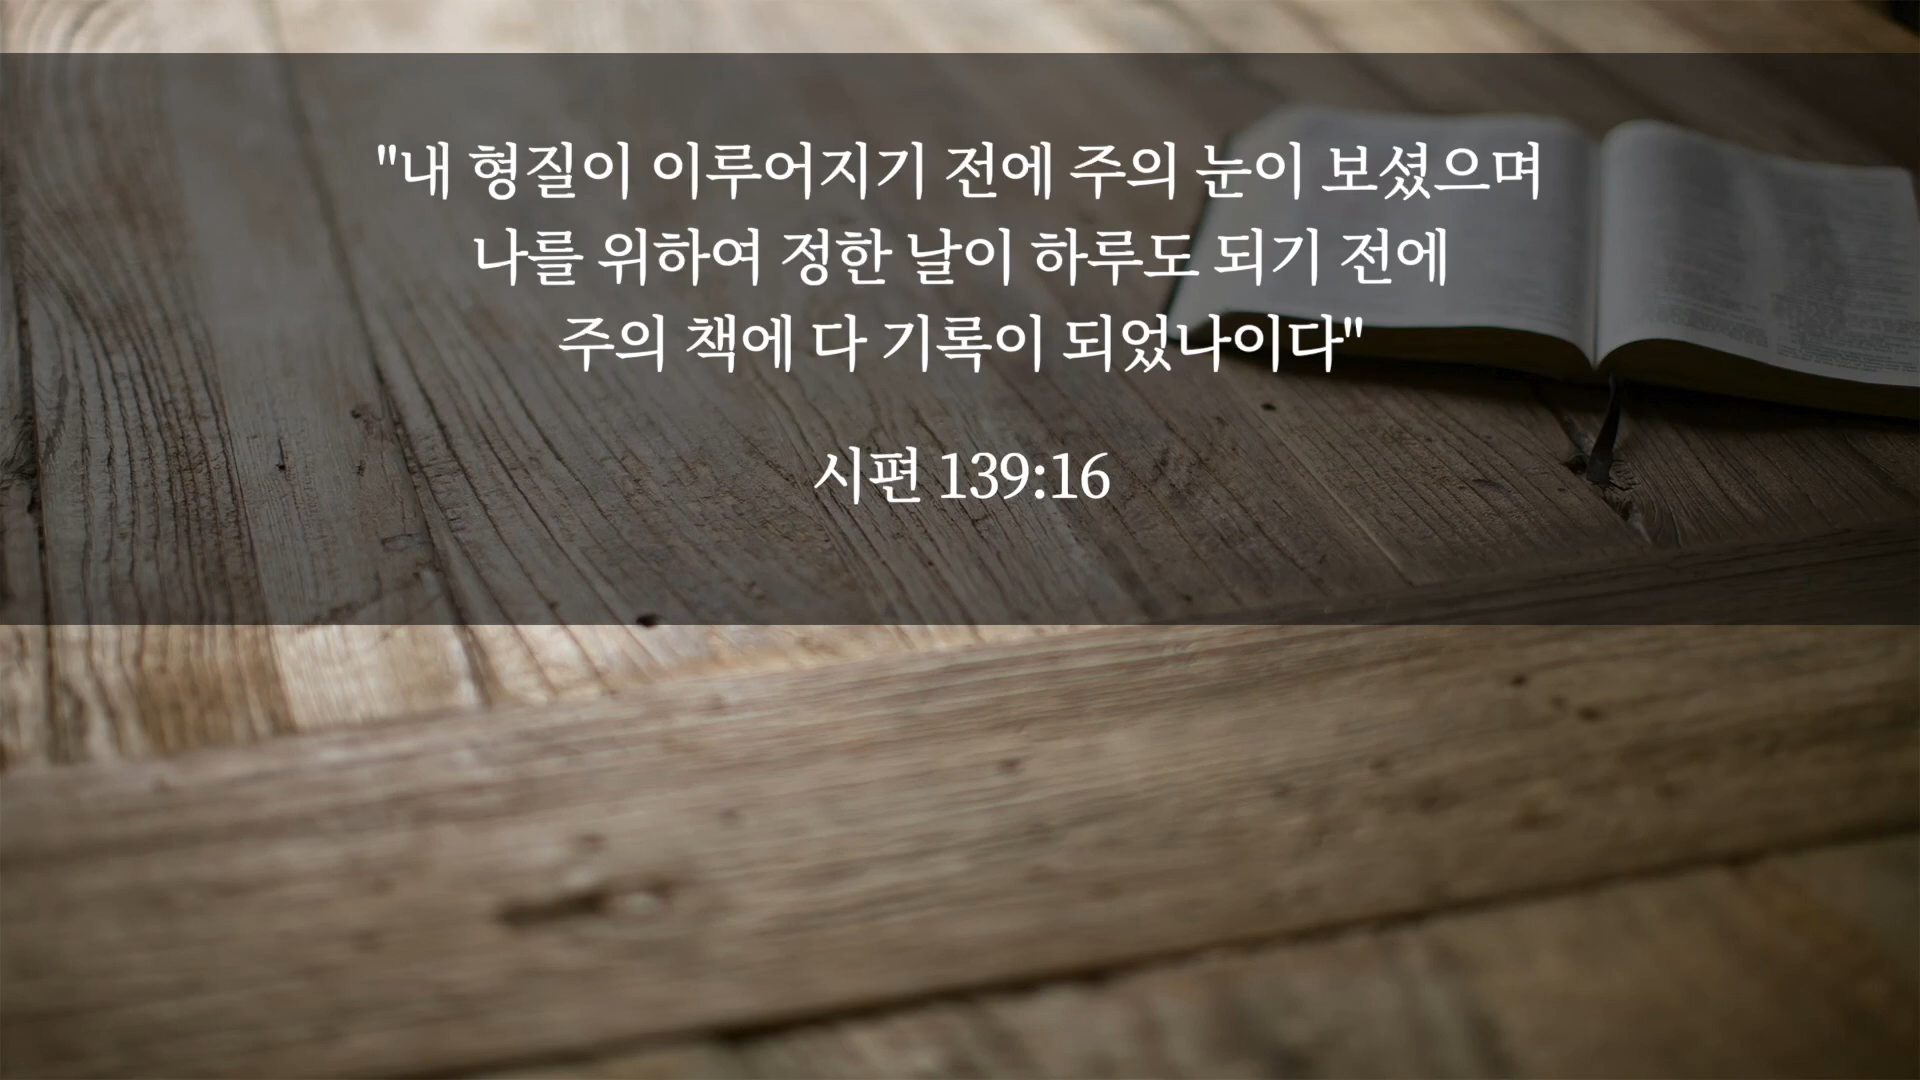 "내 형질이 이루어지기 전에 주의 눈이 보셨으며
나를 위하여 정한 날이 하루도 되기 전에
주의 책에 다 기록이 되었나이다"
시편 139:16